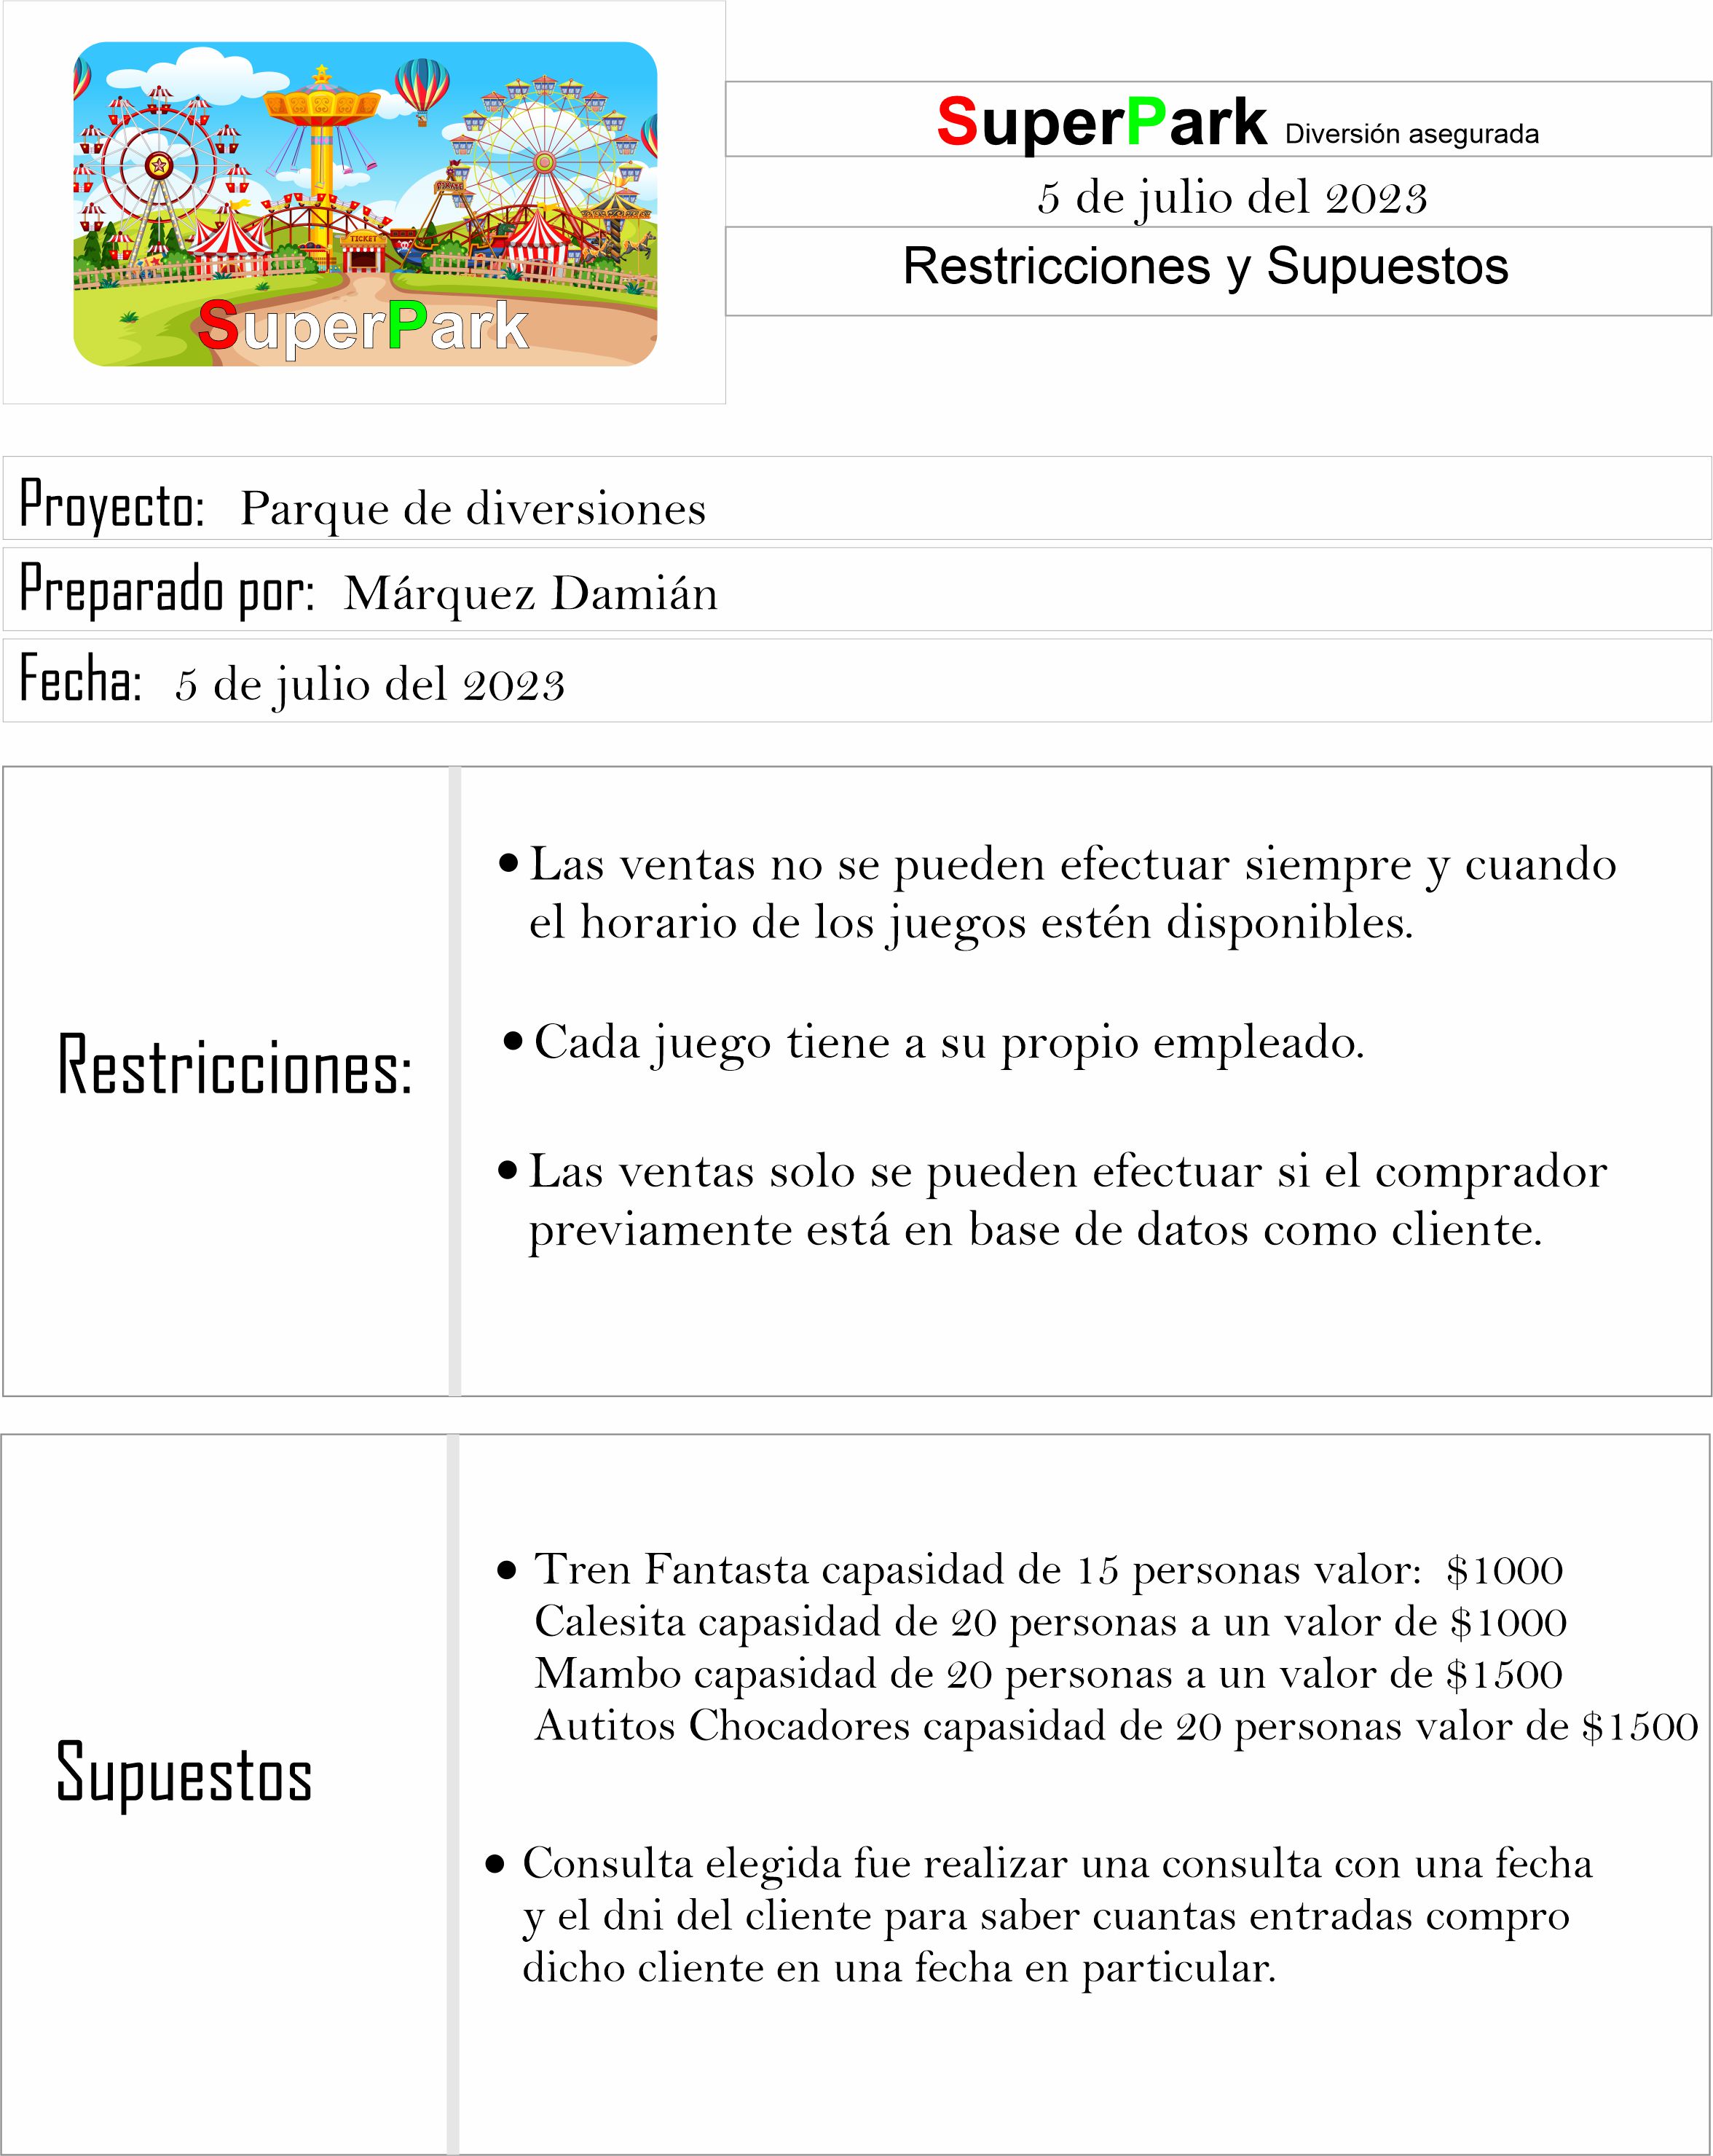 SuperPark Diversión asegurada
5 de julio del 2023
Restricciones y Supuestos
TICKET
SuperPark
Proyecto: Parque de diversiones
Preparado por: Márquez Damián
Fecha: 5 de julio del 2023
Restricciones:
• Las ventas no se pueden efectuar siempre y cuando
el horario de los juegos estén disponibles.
• Cada juego tiene a su propio empleado.
• Las ventas solo se pueden efectuar si el comprador
previamente está en base de datos como cliente.
Supuestos
• Tren Fantasta capasidad de 15 personas valor: $1000
Calesita capasidad de 20 personas a un valor de $1000
Mambo capasidad de 20 personas a un valor de $1500
Autitos Chocadores capasidad de 20 personas valor de $1500
• Consulta elegida fue realizar una consulta con una fecha
y el dni del cliente para saber cuantas entradas compro
dicho cliente en una fecha en particular.